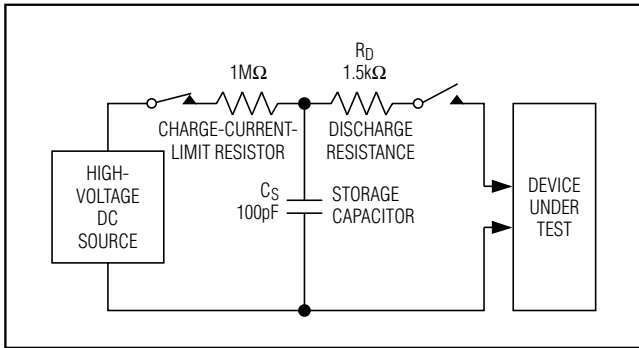 1MΩ
CHARGE-CURRENT-
LIMIT RESISTOR
RD
1.5kΩ
DISCHARGE
RESISTANCE
HIGH-
VOLTAGE
DC
SOURCE
CS
100pF
STORAGE
CAPACITOR
DEVICE
UNDER
TEST